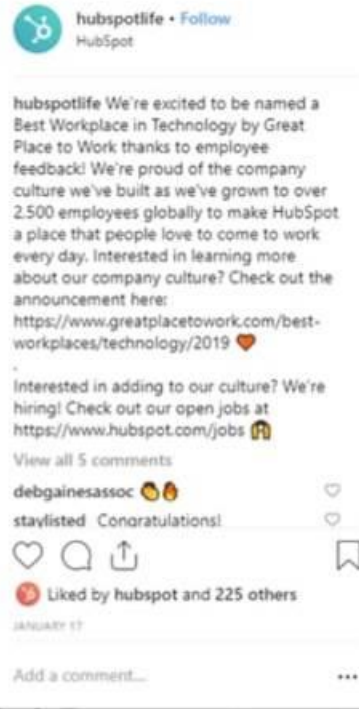 hubspotlife • Follow
HubSpot
hubspotlife We're excited to be named a
Best Workplace in Technology by Great
Place to Work thanks to employee
feedback! We're proud of the company
culture we've built as we've grown to over
2,500 employees globally to make HubSpot
a place that people love to come to work
every day. Interested in learning more
about our company culture? Check out the
announcement here:
https://www.greatplacetowork.com/best-
workplaces/technology/2019 🧡
.
Interested in adding to our culture? We're
hiring! Check out our open jobs at
https://www.hubspot.com/jobs 🙌
View all 5 comments
debgainesassoc 👏🔥
staylisted Congratulations!
Liked by hubspot and 225 others
JANUARY 17
Add a comment...